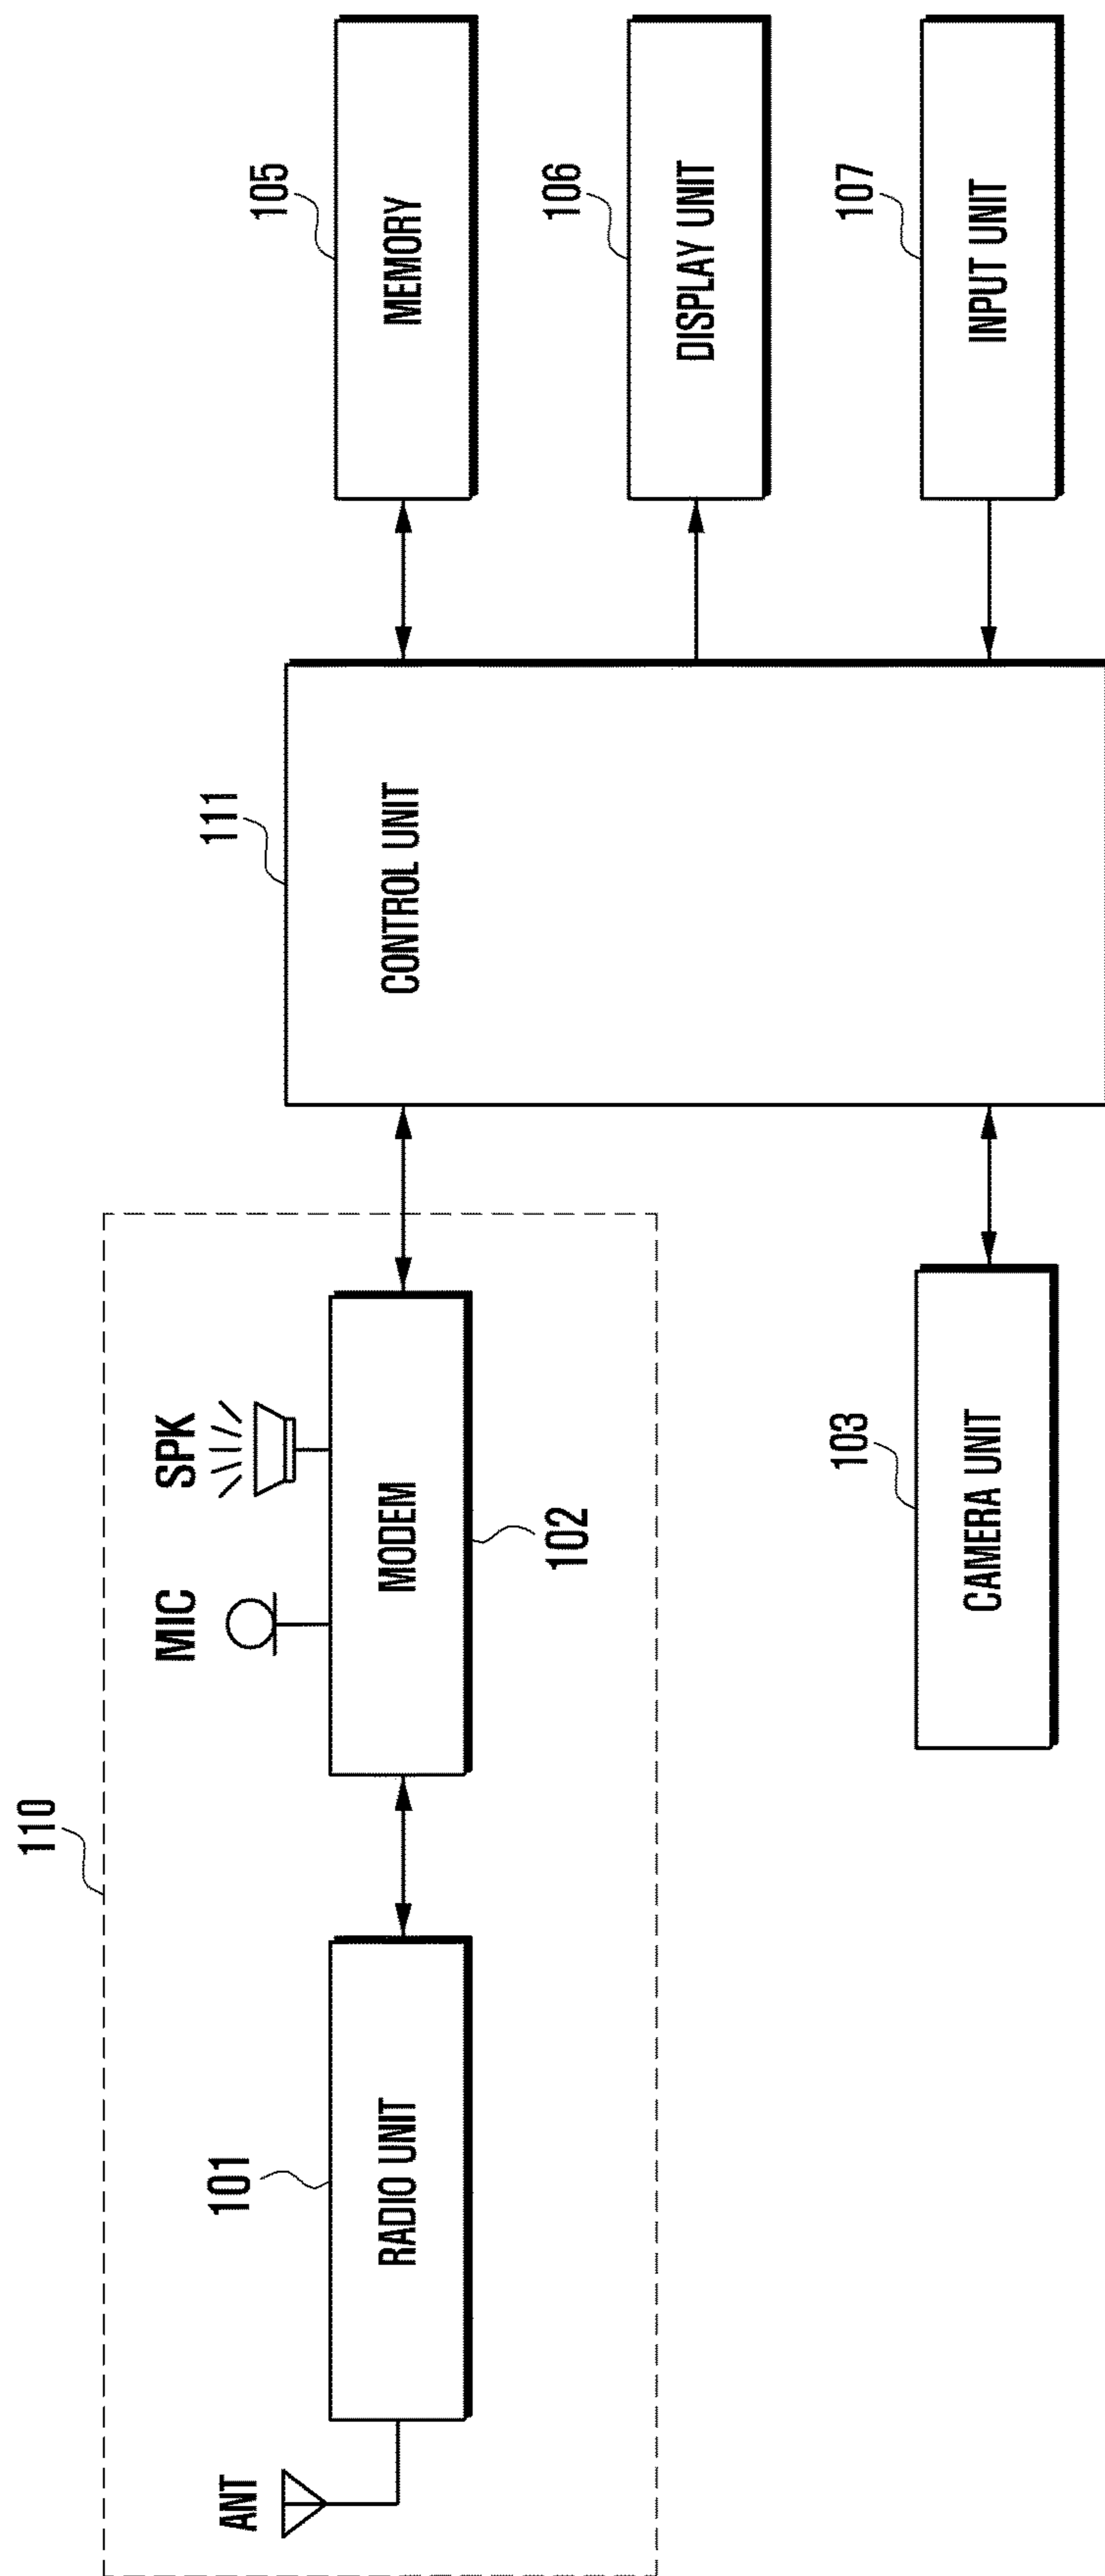 110
ANT
101
RADIO UNIT
MIC
SPK
MODEM
102
111
CONTROL UNIT
105
MEMORY
106
DISPLAY UNIT
103
CAMERA UNIT
107
INPUT UNIT